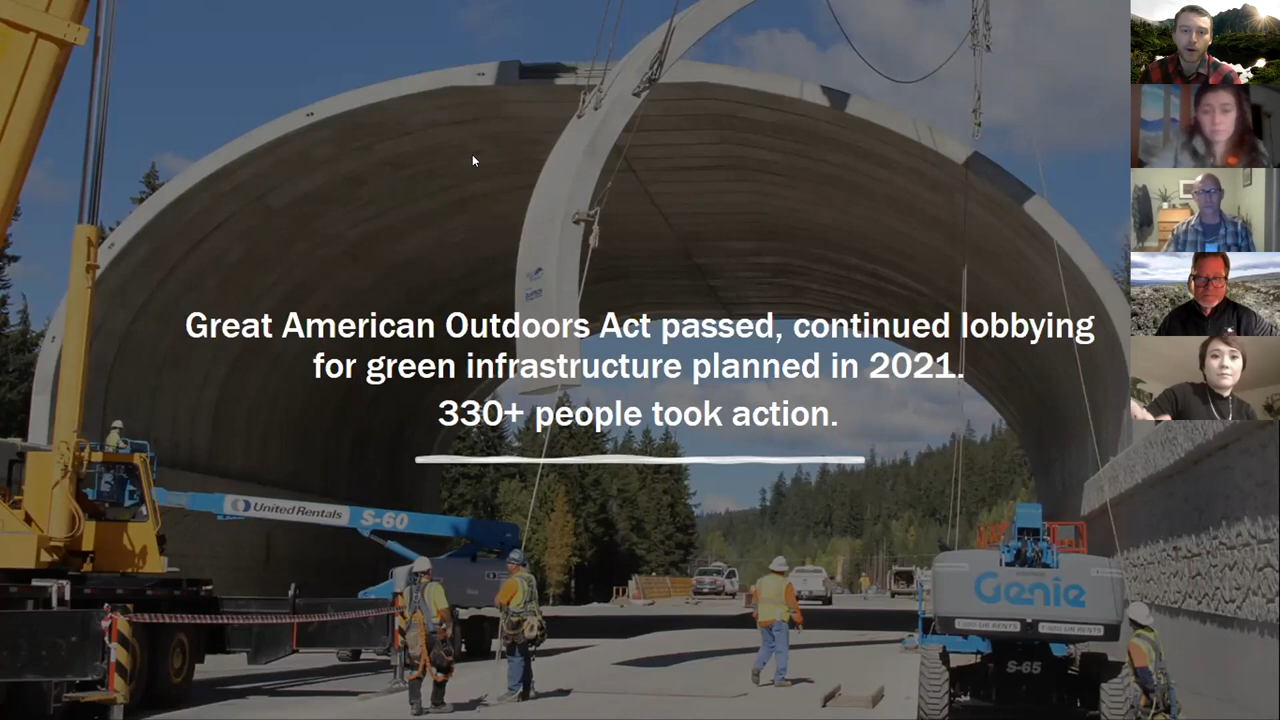 Great American Outdoors Act passed, continued lobbying
for green infrastructure planned in 2021.
330+ people took action.
United Rentals
S-60
Genie
S-65